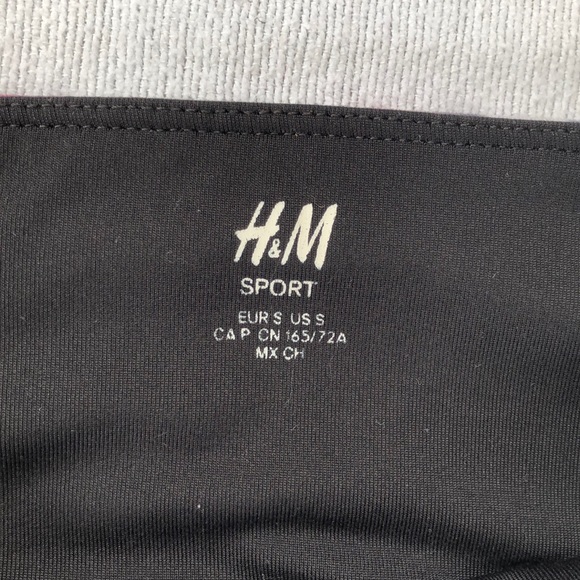 H&M
SPORT
EUR S US S
CA P CN 165/72A
MX CH